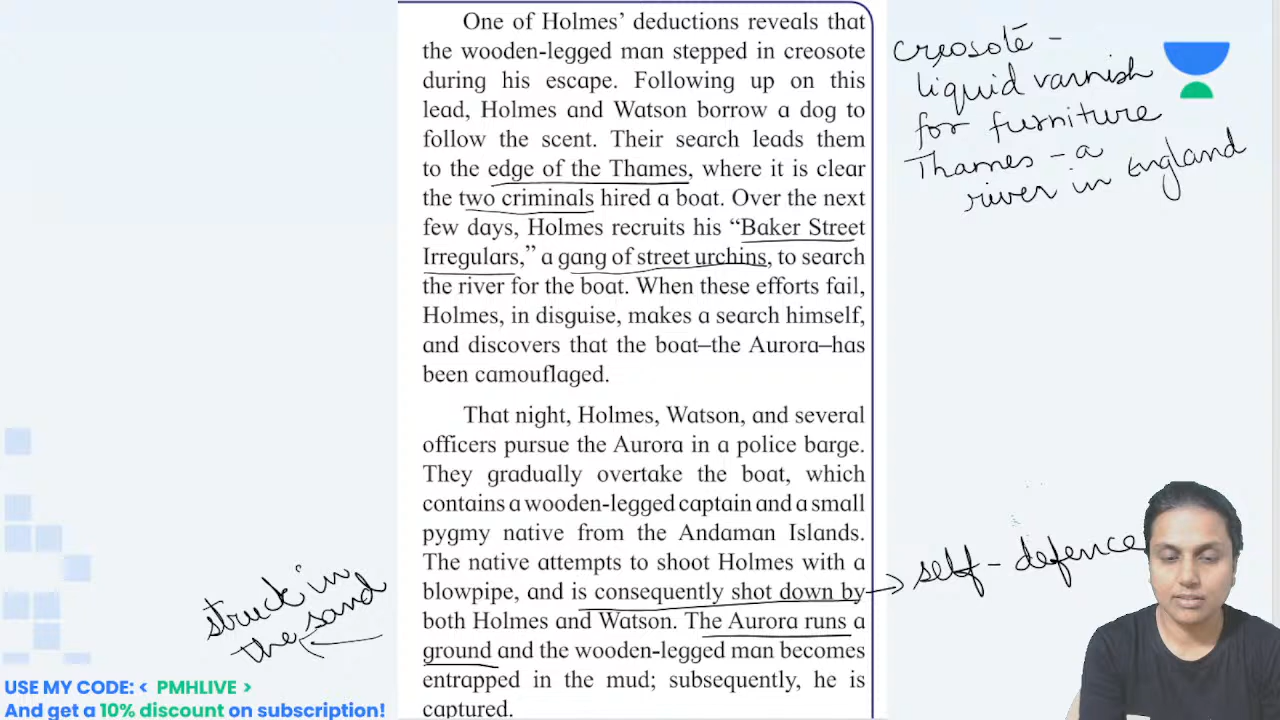 One of Holmes’ deductions reveals that
the wooden-legged man stepped in creosote
during his escape. Following up on this
lead, Holmes and Watson borrow a dog to
follow the scent. Their search leads them
to the edge of the Thames, where it is clear
the two criminals hired a boat. Over the next
few days, Holmes recruits his “Baker Street
Irregulars,” a gang of street urchins, to search
the river for the boat. When these efforts fail,
Holmes, in disguise, makes a search himself,
and discovers that the boat–the Aurora–has
been camouflaged.
That night, Holmes, Watson, and several
officers pursue the Aurora in a police barge.
They gradually overtake the boat, which
contains a wooden-legged captain and a small
pygmy native from the Andaman Islands.
The native attempts to shoot Holmes with a
blowpipe, and is consequently shot down by
both Holmes and Watson. The Aurora runs a
ground and the wooden-legged man becomes
entrapped in the mud; subsequently, he is
captured.
creosote -
liquid varnish
for furniture
Thames - a
river in England
self - defence
struck in
the sand
USE MY CODE: < PMHLIVE >
And get a 10% discount on subscription!